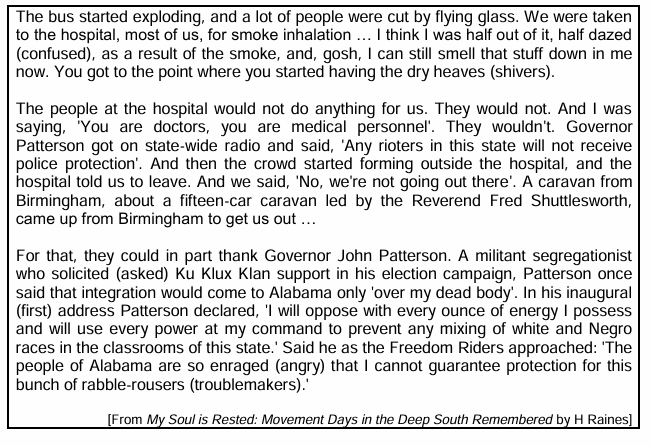 The bus started exploding, and a lot of people were cut by flying glass. We were taken
to the hospital, most of us, for smoke inhalation … I think I was half out of it, half dazed
(confused), as a result of the smoke, and, gosh, I can still smell that stuff down in me
now. You got to the point where you started having the dry heaves (shivers).
The people at the hospital would not do anything for us. They would not. And I was
saying, 'You are doctors, you are medical personnel'. They wouldn't. Governor
Patterson got on state-wide radio and said, 'Any rioters in this state will not receive
police protection'. And then the crowd started forming outside the hospital, and the
hospital told us to leave. And we said, 'No, we're not going out there'. A caravan from
Birmingham, about a fifteen-car caravan led by the Reverend Fred Shuttlesworth,
came up from Birmingham to get us out …
For that, they could in part thank Governor John Patterson. A militant segregationist
who solicited (asked) Ku Klux Klan support in his election campaign, Patterson once
said that integration would come to Alabama only 'over my dead body'. In his inaugural
(first) address Patterson declared, 'I will oppose with every ounce of energy I possess
and will use every power at my command to prevent any mixing of white and Negro
races in the classrooms of this state.' Said he as the Freedom Riders approached: 'The
people of Alabama are so enraged (angry) that I cannot guarantee protection for this
bunch of rabble-rousers (troublemakers).'
[From My Soul is Rested: Movement Days in the Deep South Remembered by H Raines]